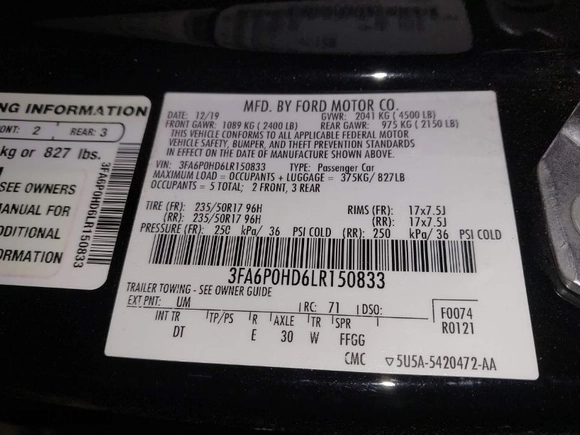 NG INFORMATION
ONT: 2 REAR: 3
kg or 827 lbs.
SEE OWNERS
MANUAL FOR
ADDITIONAL
INFORMATION
3FA6P0HD6LR150833
MFD. BY FORD MOTOR CO.
DATE: 12/19 GVWR: 2041 KG ( 4500 LB)
FRONT GAWR: 1089 KG ( 2400 LB) REAR GAWR: 975 KG ( 2150 LB)
THIS VEHICLE CONFORMS TO ALL APPLICABLE FEDERAL MOTOR
VEHICLE SAFETY, BUMPER, AND THEFT PREVENTION STANDARDS
IN EFFECT ON THE DATE OF MANUFACTURE SHOWN ABOVE.
VIN: 3FA6P0HD6LR150833 TYPE: Passenger Car
MAXIMUM LOAD = OCCUPANTS + LUGGAGE = 375KG/ 827LB
OCCUPANTS = 5 TOTAL; 2 FRONT, 3 REAR
TIRE (FR): 235/50R17 96H RIMS (FR): 17x7.5J
(RR): 235/50R17 96H (RR): 17x7.5J
PRESSURE (FR): 250 kPa/ 36 PSI COLD (RR): 250 kPa/ 36 PSI COLD
3FA6P0HD6LR150833
TRAILER TOWING - SEE OWNER GUIDE
EXT PNT: UM RC: 71 DSO: F0074
INT TR TP/PS R AXLE TR SPR R0121
DT E 30 W FFGG
CMC ▽5U5A-5420472-AA